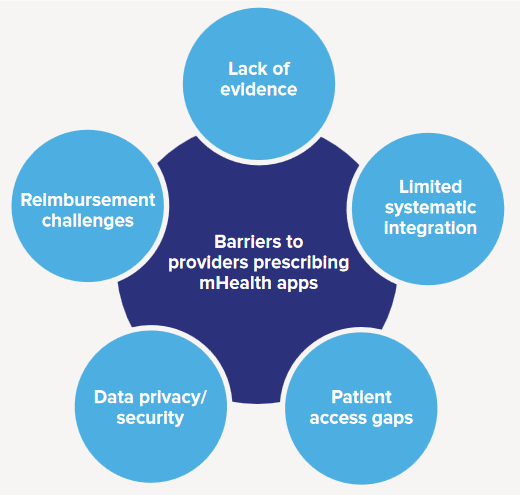 Lack of
evidence
Limited
systematic
integration
Reimbursement
challenges
Barriers to
providers prescribing
mHealth apps
Data privacy/
security
Patient
access gaps